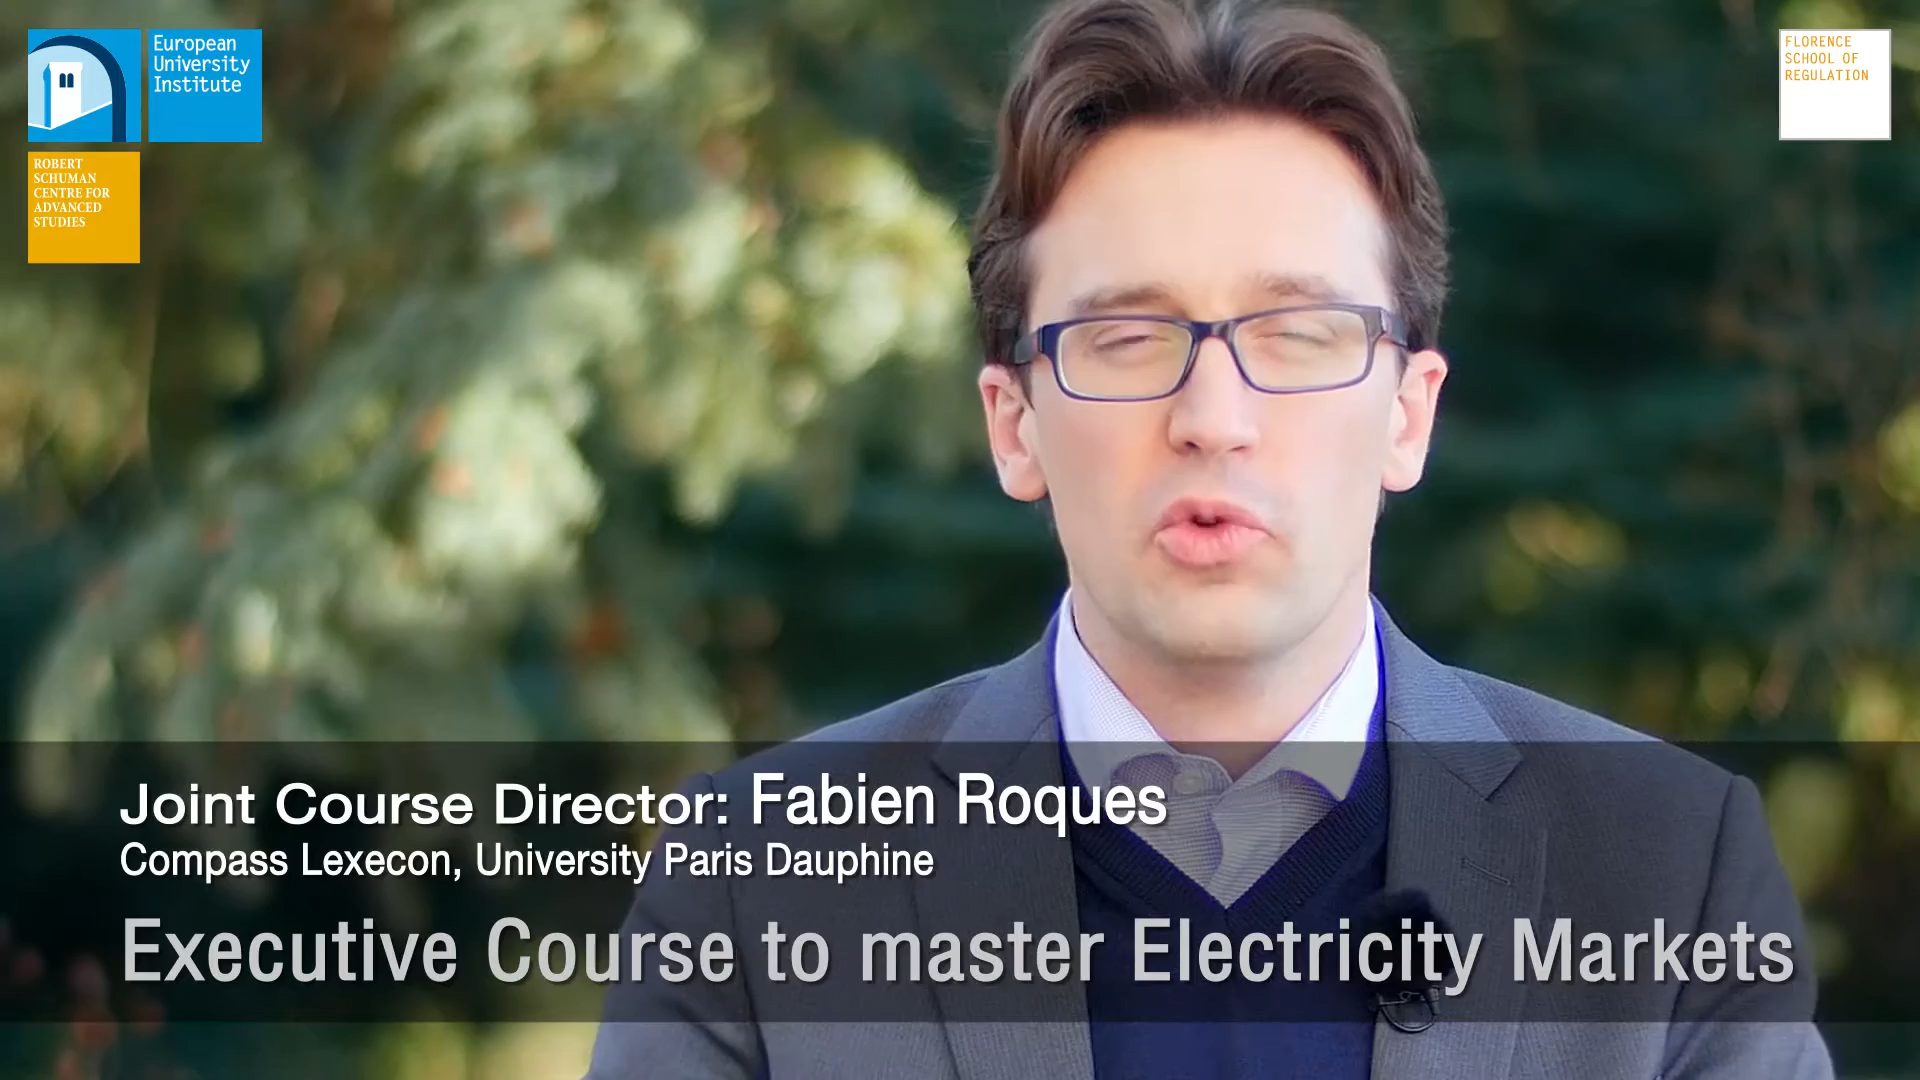 European
University
Institute
ROBERT
SCHUMAN
CENTRE FOR
ADVANCED
STUDIES
FLORENCE
SCHOOL OF
REGULATION
Joint Course Director: Fabien Roques
Compass Lexecon, University Paris Dauphine
Executive Course to master Electricity Markets